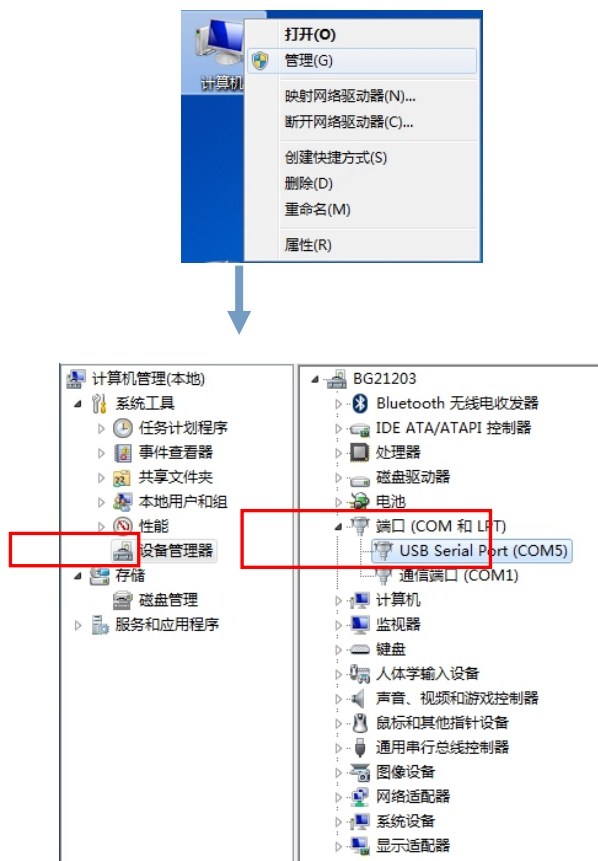 打开(O)
管理(G)
计算机
映射网络驱动器(N)...
断开网络驱动器(C)...
创建快捷方式(S)
删除(D)
重命名(M)
属性(R)
计算机管理(本地)
系统工具
任务计划程序
事件查看器
共享文件夹
本地用户和组
性能
设备管理器
存储
磁盘管理
服务和应用程序
BG21203
Bluetooth 无线电收发器
IDE ATA/ATAPI 控制器
处理器
磁盘驱动器
电池
端口 (COM 和 LPT)
USB Serial Port (COM5)
通信端口 (COM1)
计算机
监视器
键盘
人体学输入设备
声音、视频和游戏控制器
鼠标和其他指针设备
通用串行总线控制器
图像设备
网络适配器
系统设备
显示适配器